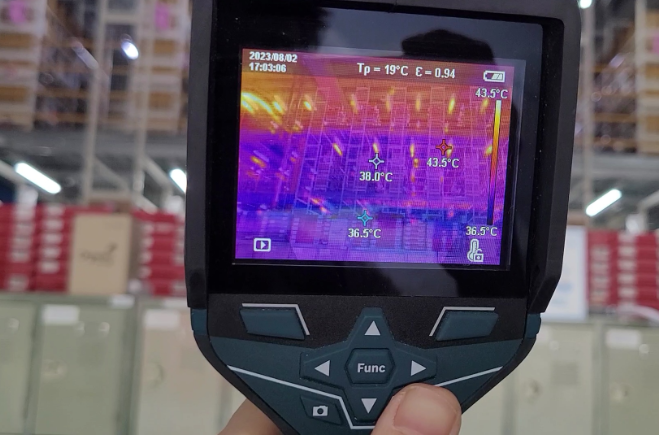 2023/08/02
17:03:06
Tp = 19°C Ɛ = 0.94
43.5°C
38.0°C
43.5°C
36.5°C
36.5°C
Func